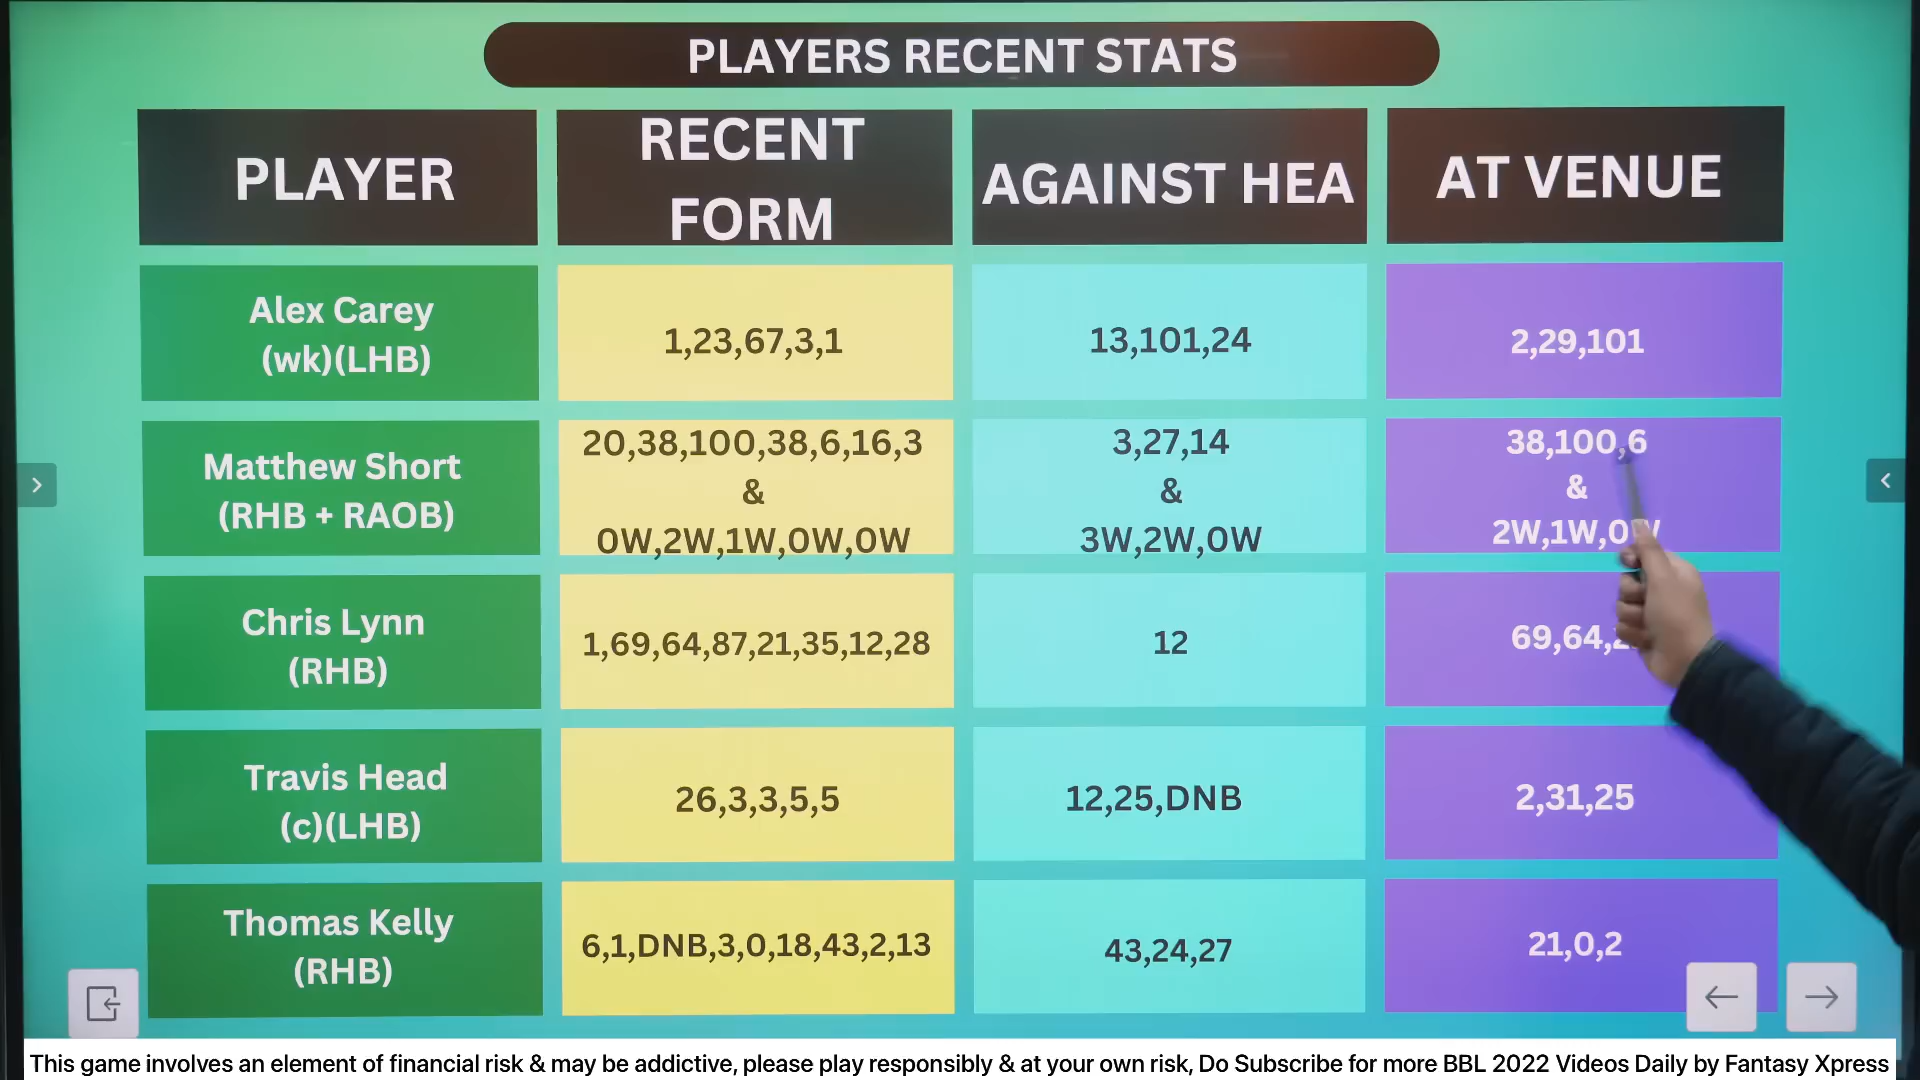 PLAYERS RECENT STATS
PLAYER
RECENT
FORM
AGAINST HEA
AT VENUE
Alex Carey
(wk)(LHB)
1,23,67,3,1
13,101,24
2,29,101
Matthew Short
(RHB + RAOB)
20,38,100,38,6,16,3
&
0W,2W,1W,0W,0W
3,27,14
&
3W,2W,0W
38,100,6
&
2W,1W,0W
Chris Lynn
(RHB)
1,69,64,87,21,35,12,28
12
69,64,
Travis Head
(c)(LHB)
26,3,3,5,5
12,25,DNB
2,31,25
Thomas Kelly
(RHB)
6,1,DNB,3,0,18,43,2,13
43,24,27
21,0,2
This game involves an element of financial risk & may be addictive, please play responsibly & at your own risk, Do Subscribe for more BBL 2022 Videos Daily by Fantasy Xpress